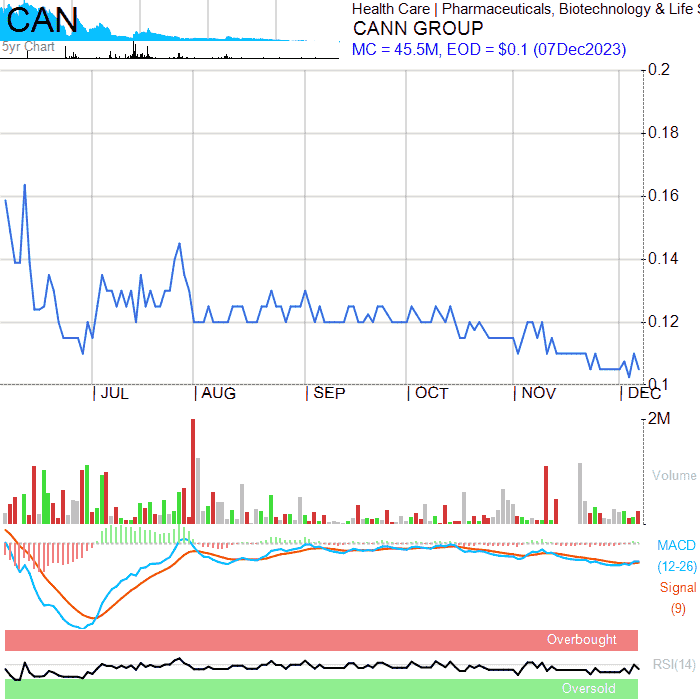 CAN
5yr Chart
Health Care | Pharmaceuticals, Biotechnology & Life S
CANN GROUP
MC = 45.5M, EOD = $0.1 (07Dec2023)
0.2
0.18
0.16
0.14
0.12
0.1
JUL AUG SEP OCT NOV DEC
2M
Volume
MACD
(12-26)
Signal
(9)
Overbought
RSI(14)
Oversold